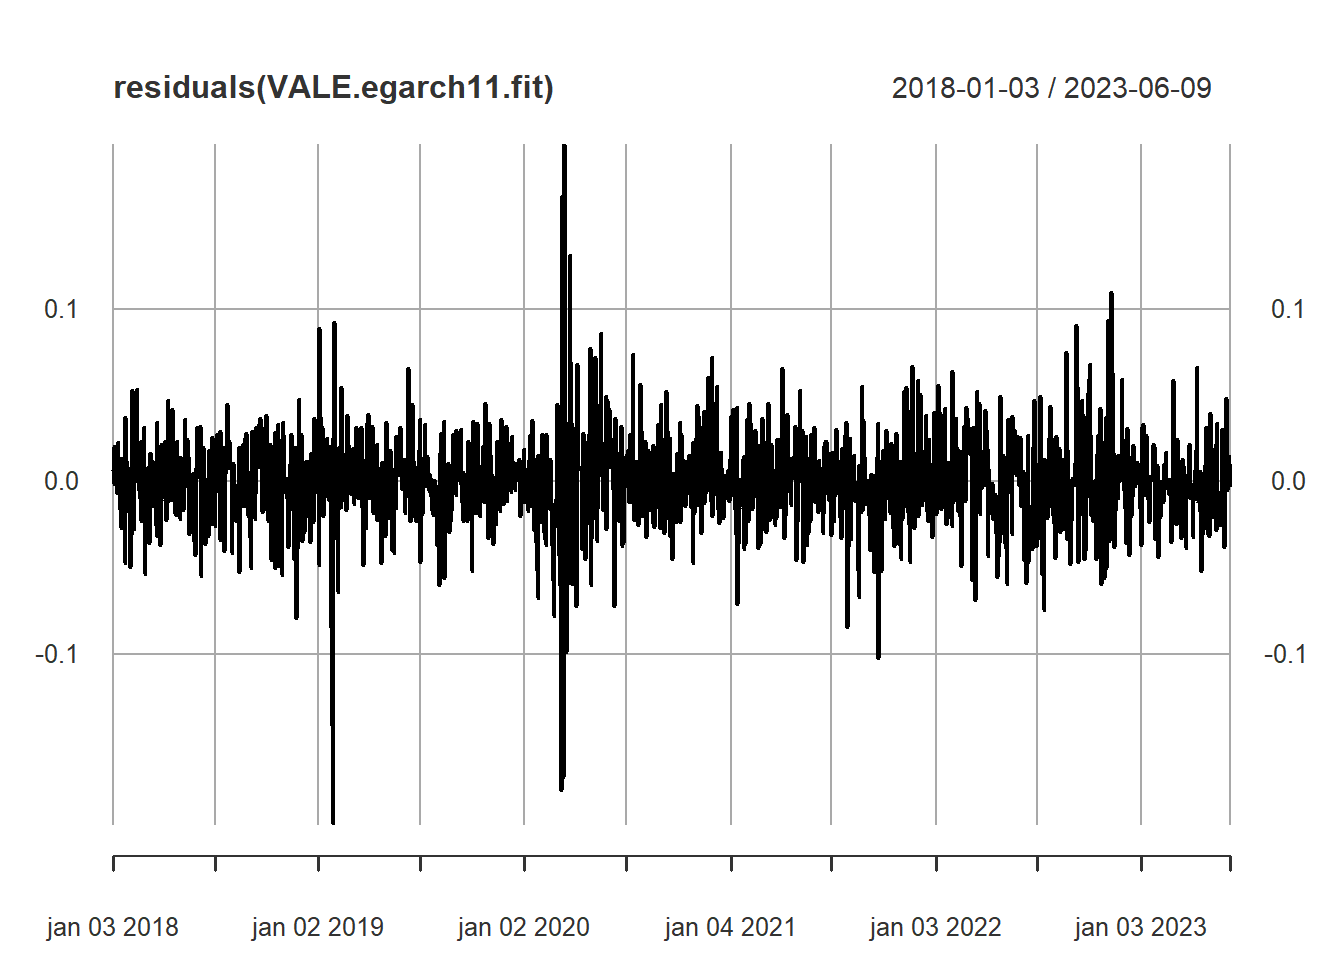 residuals(VALE.egarch11.fit) 2018-01-03 / 2023-06-09
0.1 0.1
0.0 0.0
-0.1 -0.1
jan 03 2018 jan 02 2019 jan 02 2020 jan 04 2021 jan 03 2022 jan 03 2023